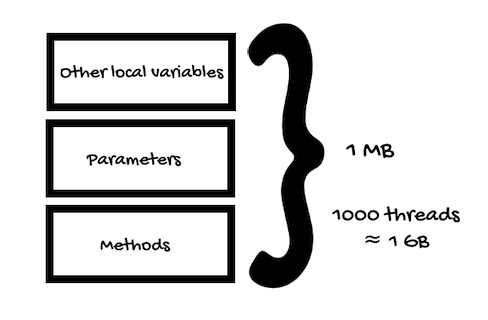 Other local variables
Parameters
Methods
1 MB
1000 threads
≈ 1 GB